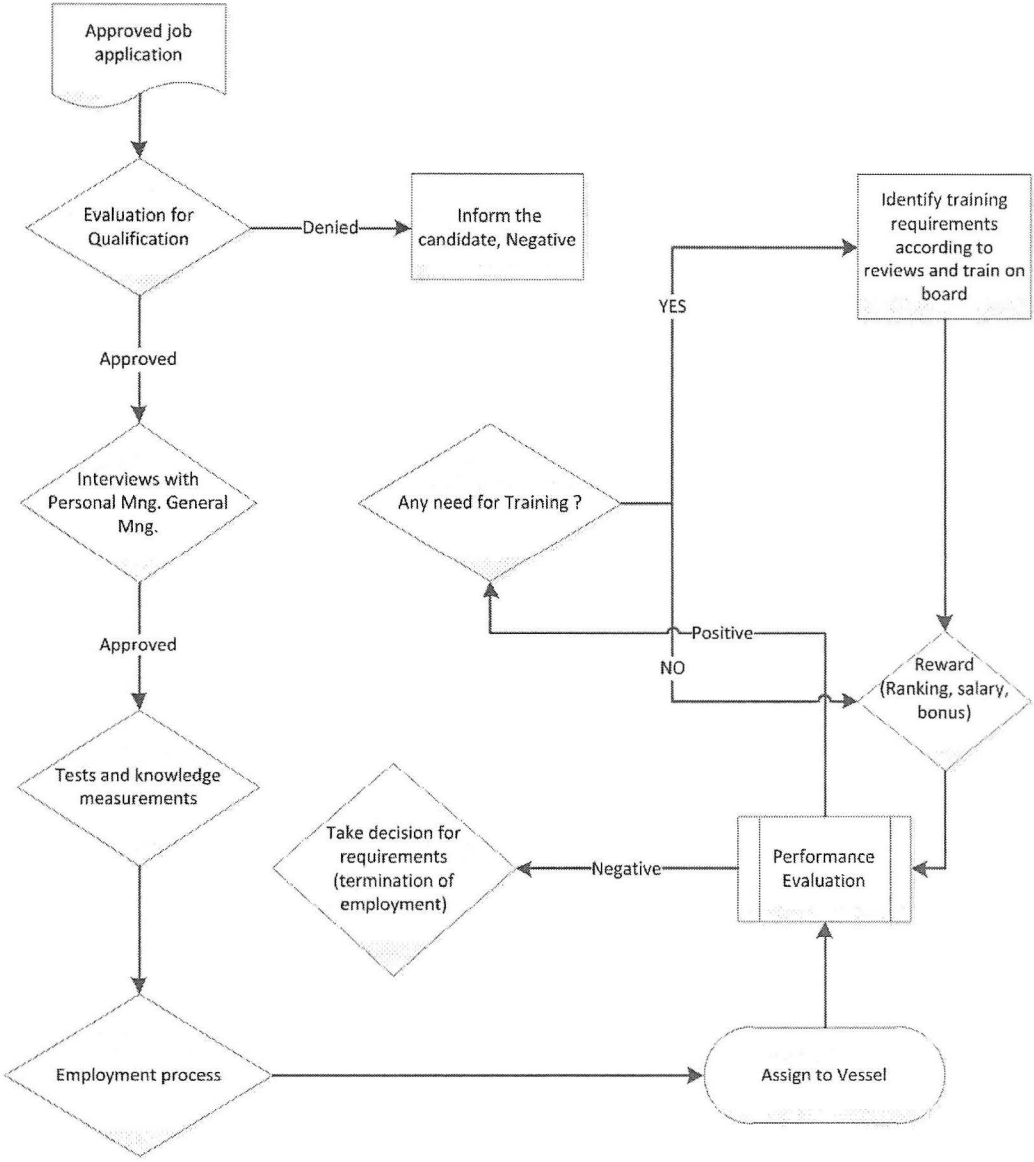 Approved job
application
Evaluation for
Qualification
Denied
Inform the
candidate, Negative
Identify training
requirements
according to
reviews and train on
board
YES
Approved
Interviews with
Personal Mng. General
Mng.
Any need for Training ?
Approved
Positive
NO
Reward
(Ranking, salary,
bonus)
Tests and knowledge
measurements
Take decision for
requirements
(termination of
employment)
Negative
Performance
Evaluation
Employment process
Assign to Vessel